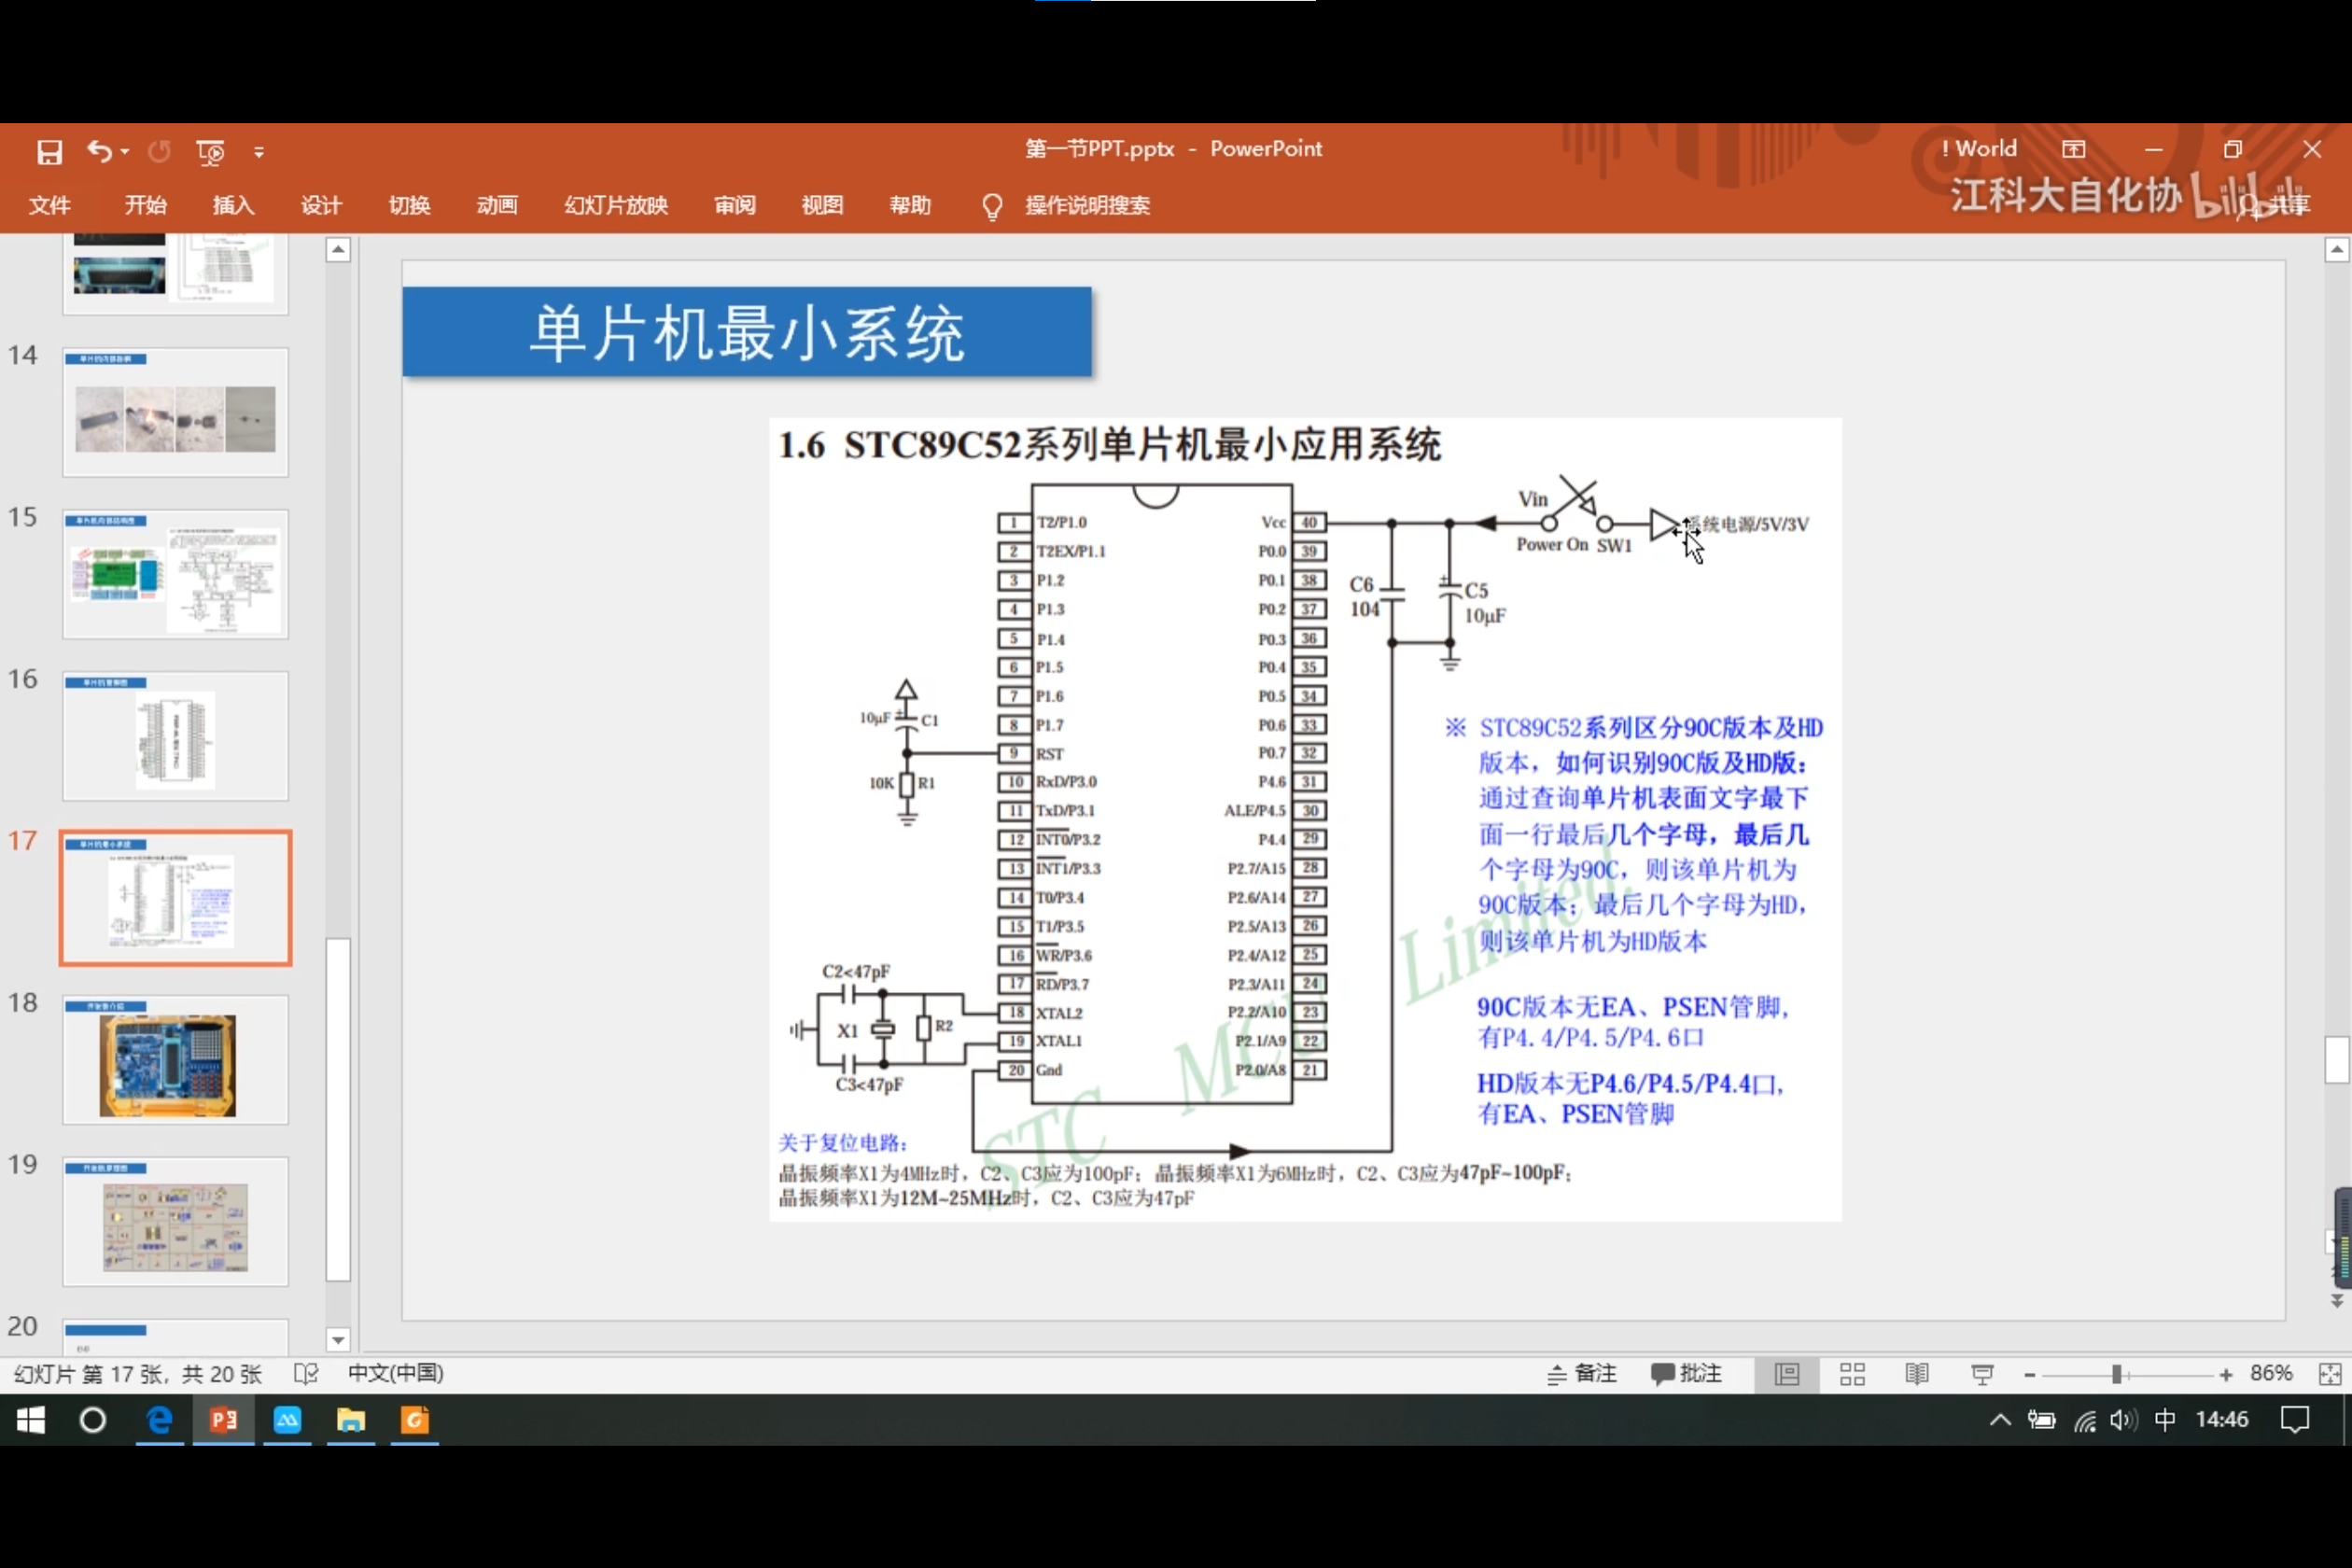 第一节PPT.pptx - PowerPoint
! World
文件 开始 插入 设计 切换 动画 幻灯片放映 审阅 视图 帮助 操作说明搜索
江科大自化协 bilibili 共享
14
15
16
17
18
19
20
单片机最小系统
1.6 STC89C52系列单片机最小应用系统
Vin
Power On SW1
系统电源/5V/3V
1 T2/P1.0
2 T2EX/P1.1
3 P1.2
4 P1.3
5 P1.4
6 P1.5
7 P1.6
8 P1.7
9 RST
10 RxD/P3.0
11 TxD/P3.1
12 INT0/P3.2
13 INT1/P3.3
14 T0/P3.4
15 T1/P3.5
16 WR/P3.6
17 RD/P3.7
18 XTAL2
19 XTAL1
20 Gnd
Vcc 40
P0.0 39
P0.1 38
P0.2 37
P0.3 36
P0.4 35
P0.5 34
P0.6 33
P0.7 32
P4.6 31
ALE/P4.5 30
P4.4 29
P2.7/A15 28
P2.6/A14 27
P2.5/A13 26
P2.4/A12 25
P2.3/A11 24
P2.2/A10 23
P2.1/A9 22
P2.0/A8 21
C6
104
C5
10μF
10μF C1
10K R1
C2<47pF
X1 R2
C3<47pF
STC MCU Limited.
※ STC89C52系列区分90C版本及HD
版本，如何识别90C版及HD版：
通过查询单片机表面文字最下
面一行最后几个字母，最后几
个字母为90C，则该单片机为
90C版本；最后几个字母为HD，
则该单片机为HD版本
90C版本无EA、PSEN管脚，
有P4.4/P4.5/P4.6口
HD版本无P4.6/P4.5/P4.4口，
有EA、PSEN管脚
关于复位电路：
晶振频率X1为4MHz时，C2、C3应为100pF；晶振频率X1为6MHz时，C2、C3应为47pF~100pF；
晶振频率X1为12M~25MHz时，C2、C3应为47pF
幻灯片 第 17 张，共 20 张 中文(中国) 备注 批注 86%
中 14:46